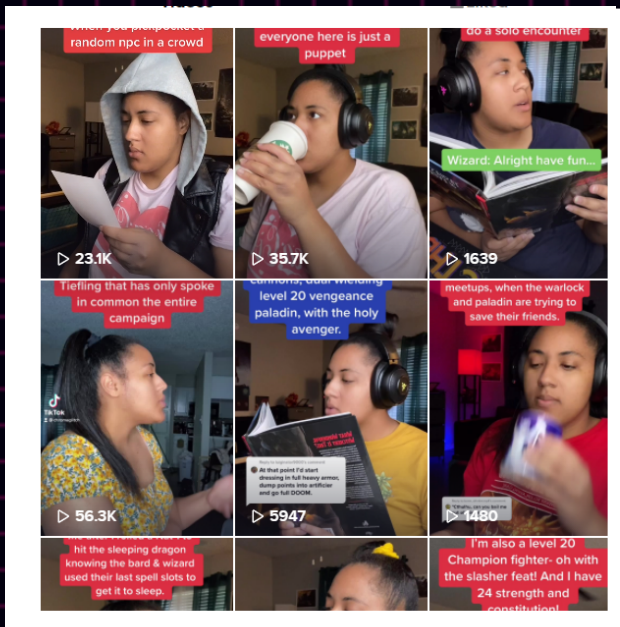 when you pickpocket a
random npc in a crowd
everyone here is just a
puppet
do a solo encounter
Wizard: Alright have fun...
23.1K
35.7K
1639
Tiefling that has only spoke
in common the entire
campaign
cannons, dual wielding
level 20 vengeance
paladin, with the holy
avenger.
meetups, when the warlock
and paladin are trying to
save their friends.
TikTok
At that point I'd start
dressing in full heavy armor,
dump points into artificer
and go full DOOM.
56.3K
5947
1480
hit the sleeping dragon
knowing the bard & wizard
used their last spell slots to
get it to sleep.
I'm also a level 20
Champion fighter- oh with
the slasher feat! And I have
24 strength and
constitution!